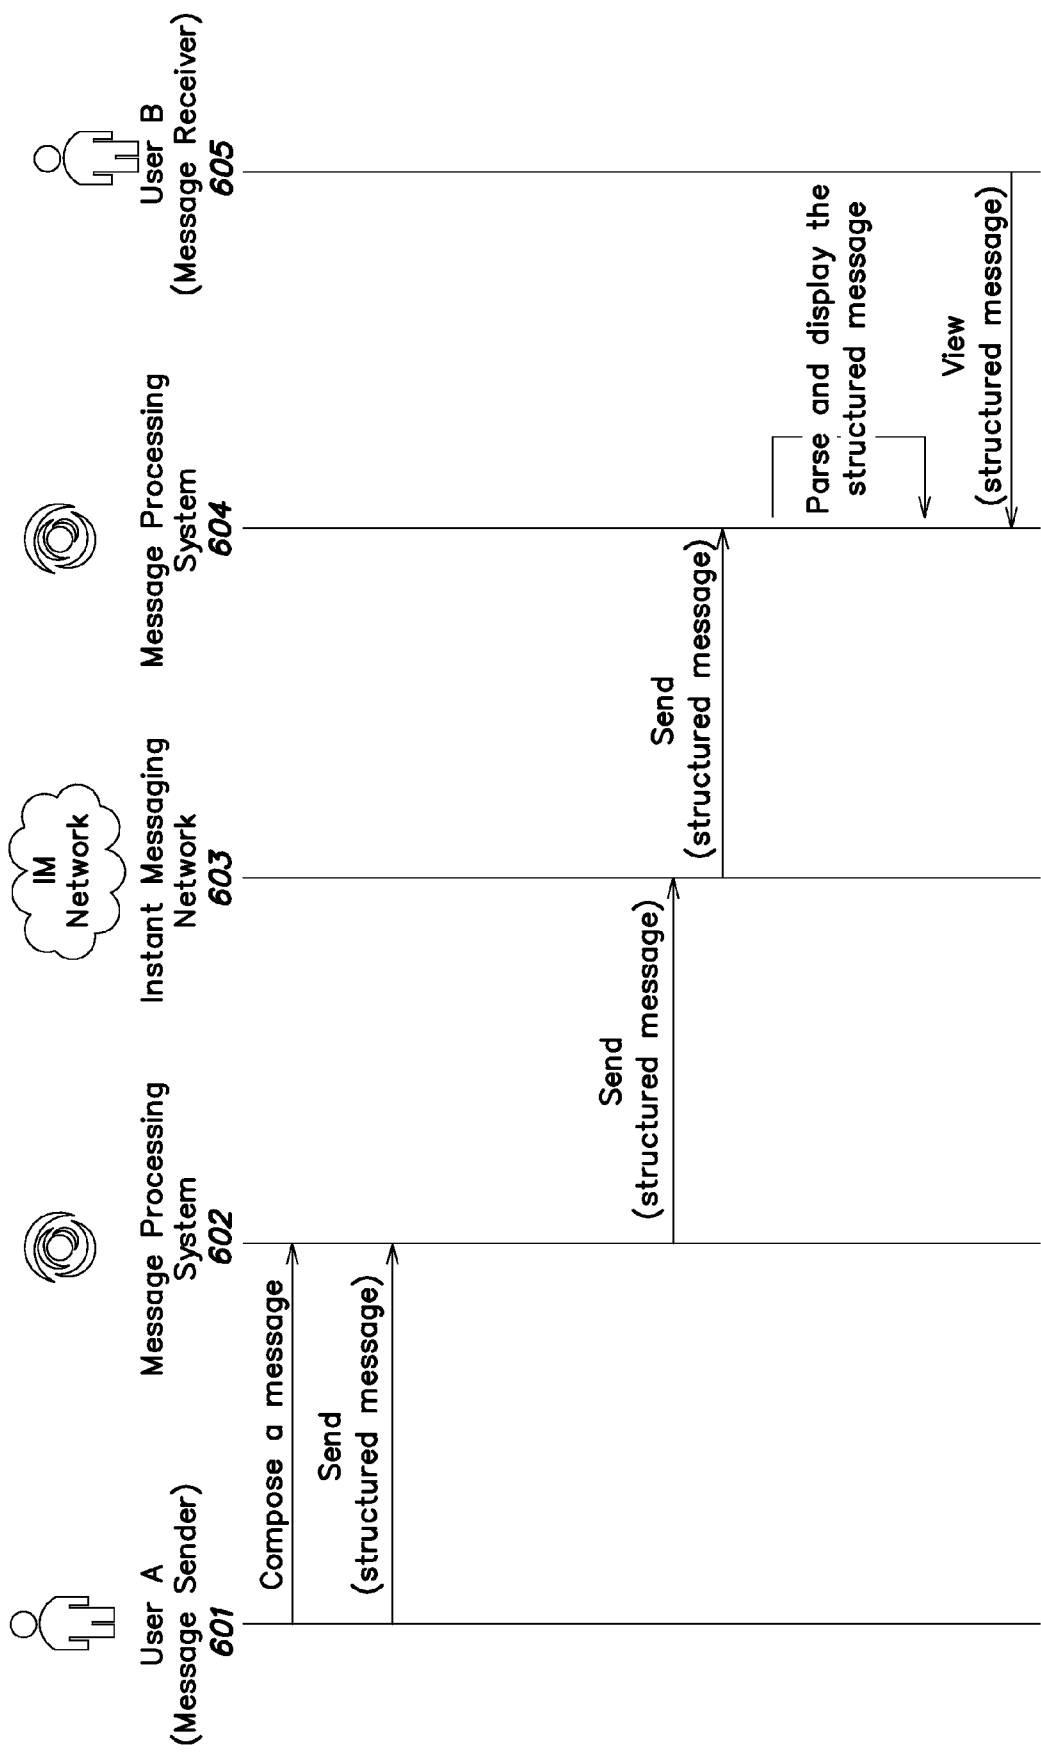 User A
(Message Sender)
601
Message Processing
System
602
IM
Network
Instant Messaging
Network
603
Message Processing
System
604
User B
(Message Receiver)
605
Compose a message
Send
(structured message)
Send
(structured message)
Send
(structured message)
Parse and display the
structured message
View
(structured message)